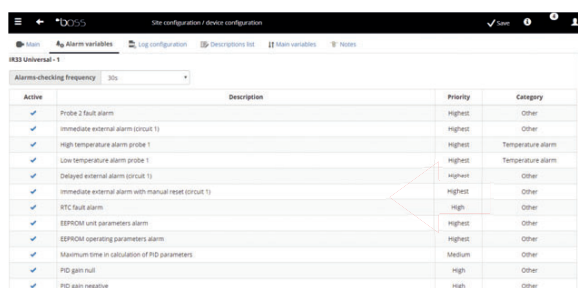 boss Site configuration / device configuration Save 4
Main Alarm variables Log configuration Descriptions list Main variables Notes
IR33 Universal - 1
Alarms-checking frequency 30s
Active Description Priority Category
Probe 2 fault alarm Highest Other
Immediate external alarm (circuit 1) Highest Other
High temperature alarm probe 1 Highest Temperature alarm
Low temperature alarm probe 1 Highest Temperature alarm
Delayed external alarm (circuit 1) Highest Other
Immediate external alarm with manual reset (circuit 1) Highest Other
RTC fault alarm High Other
EEPROM unit parameters alarm Highest Other
EEPROM operating parameters alarm Highest Other
Maximum time in calculation of PID parameters Medium Other
PID gain null High Other
PID gain negative High Other